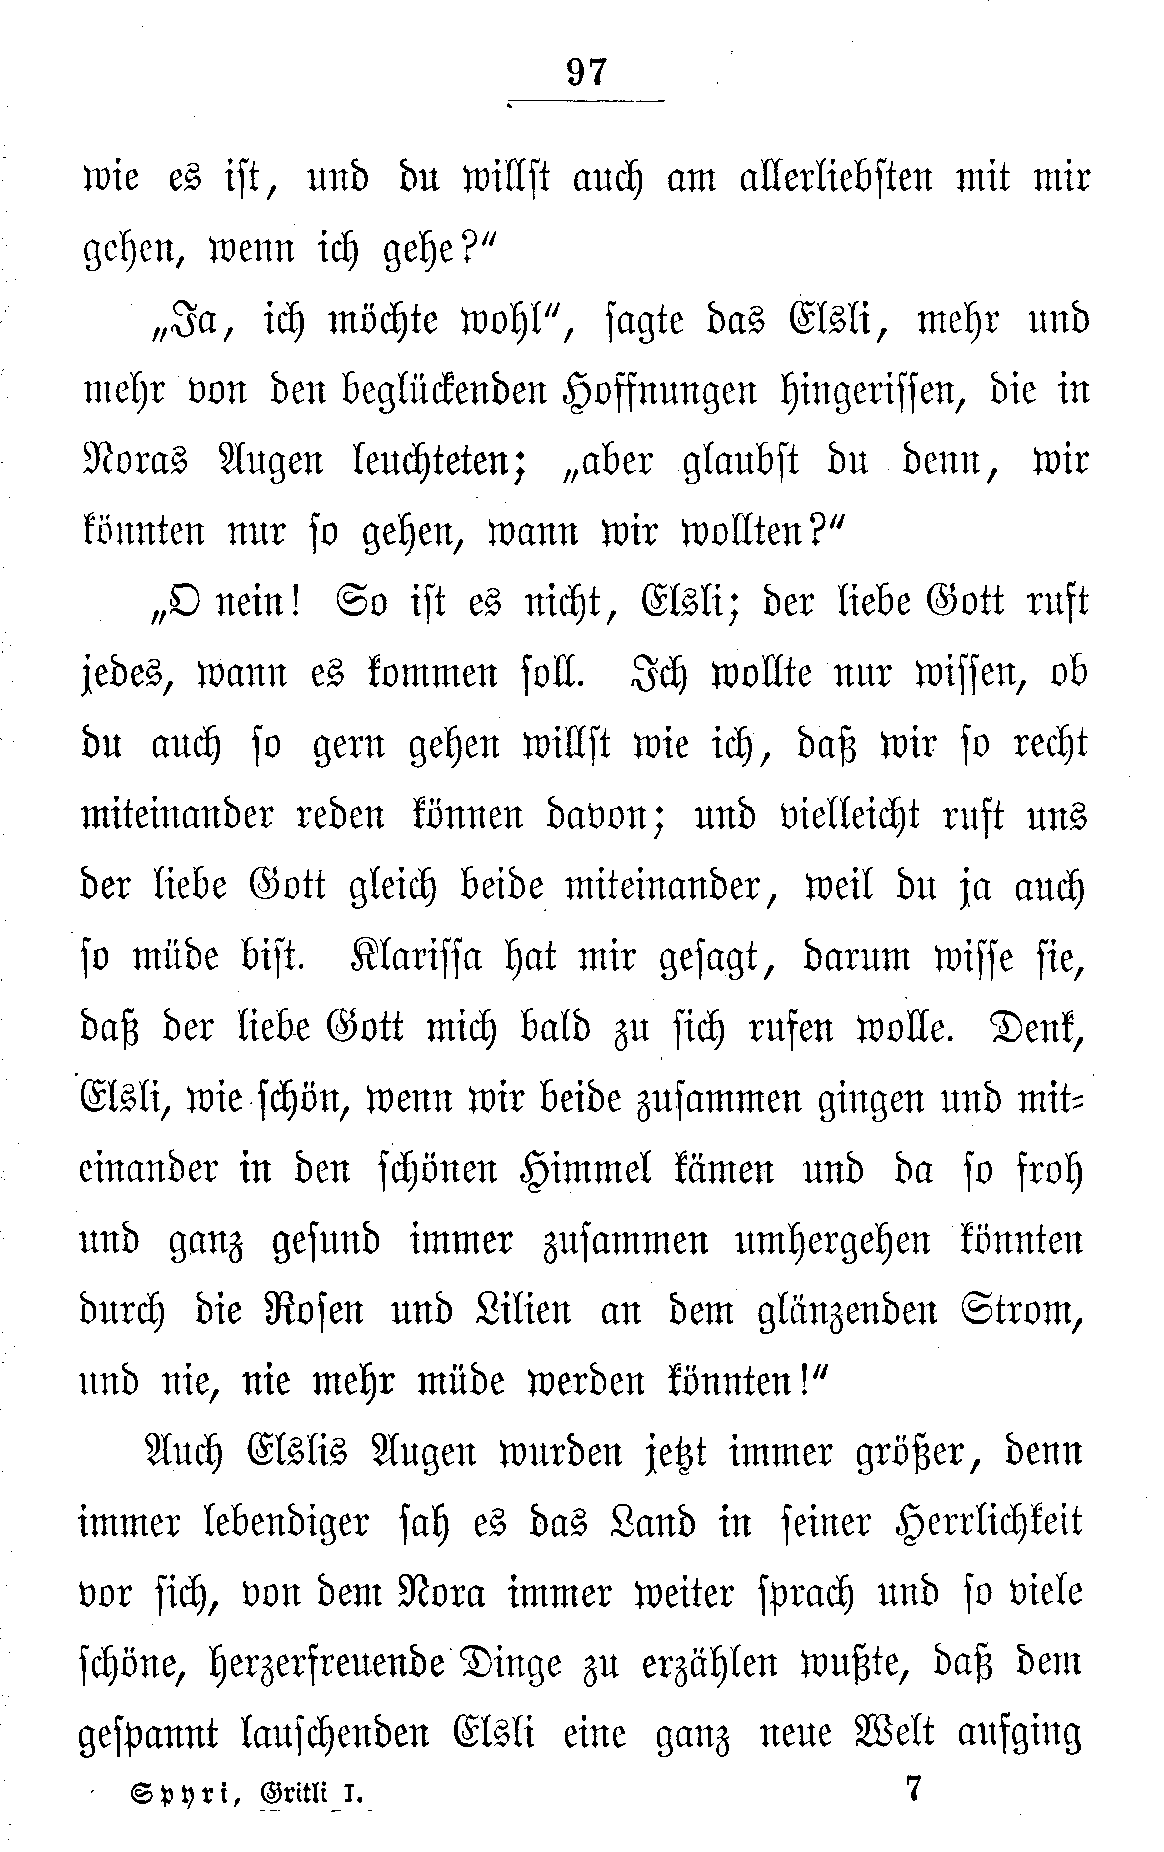 97
wie es ist, und du willst auch am allerliebsten mit mir
gehen, wenn ich gehe?“
„Ja, ich möchte wohl“, sagte das Elsli, mehr und
mehr von den beglückenden Hoffnungen hingerissen, die in
Noras Augen leuchteten; „aber glaubst du denn, wir
könnten nur so gehen, wann wir wollten?“
„O nein! So ist es nicht, Elsli; der liebe Gott ruft
jedes, wann es kommen soll. Ich wollte nur wissen, ob
du auch so gern gehen willst wie ich, daß wir so recht
miteinander reden können davon; und vielleicht ruft uns
der liebe Gott gleich beide miteinander, weil du ja auch
so müde bist. Klarissa hat mir gesagt, darum wisse sie,
daß der liebe Gott mich bald zu sich rufen wolle. Denk,
Elsli, wie schön, wenn wir beide zusammen gingen und mit-
einander in den schönen Himmel kämen und da so froh
und ganz gesund immer zusammen umhergehen könnten
durch die Rosen und Lilien an dem glänzenden Strom,
und nie, nie mehr müde werden könnten!“
Auch Elslis Augen wurden jetzt immer größer, denn
immer lebendiger sah es das Land in seiner Herrlichkeit
vor sich, von dem Nora immer weiter sprach und so viele
schöne, herzerfreuende Dinge zu erzählen wußte, daß dem
gespannt lauschenden Elsli eine ganz neue Welt aufging
Spyri, Gritli I. 7